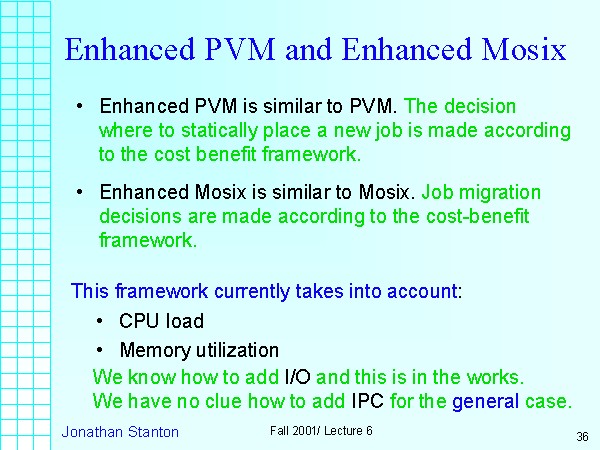 Enhanced PVM and Enhanced Mosix
• Enhanced PVM is similar to PVM. The decision
where to statically place a new job is made according
to the cost benefit framework.
• Enhanced Mosix is similar to Mosix. Job migration
decisions are made according to the cost-benefit
framework.
This framework currently takes into account:
• CPU load
• Memory utilization
We know how to add I/O and this is in the works.
We have no clue how to add IPC for the general case.
Jonathan Stanton
Fall 2001/ Lecture 6
36